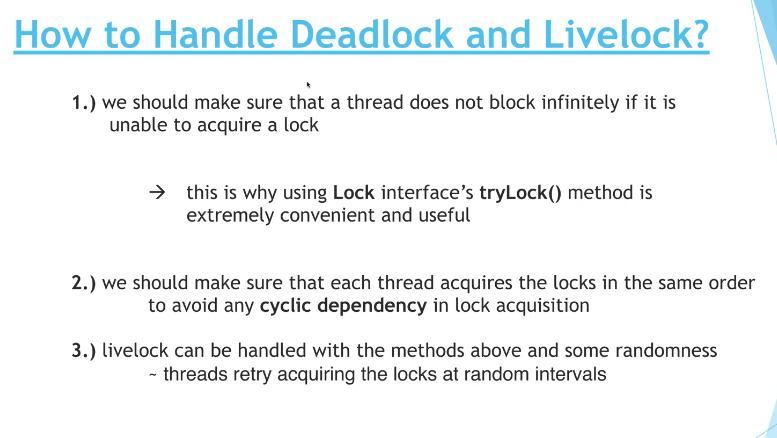 How to Handle Deadlock and Livelock?
1.) we should make sure that a thread does not block infinitely if it is
unable to acquire a lock
→ this is why using Lock interface's tryLock() method is
extremely convenient and useful
2.) we should make sure that each thread acquires the locks in the same order
to avoid any cyclic dependency in lock acquisition
3.) livelock can be handled with the methods above and some randomness
~ threads retry acquiring the locks at random intervals